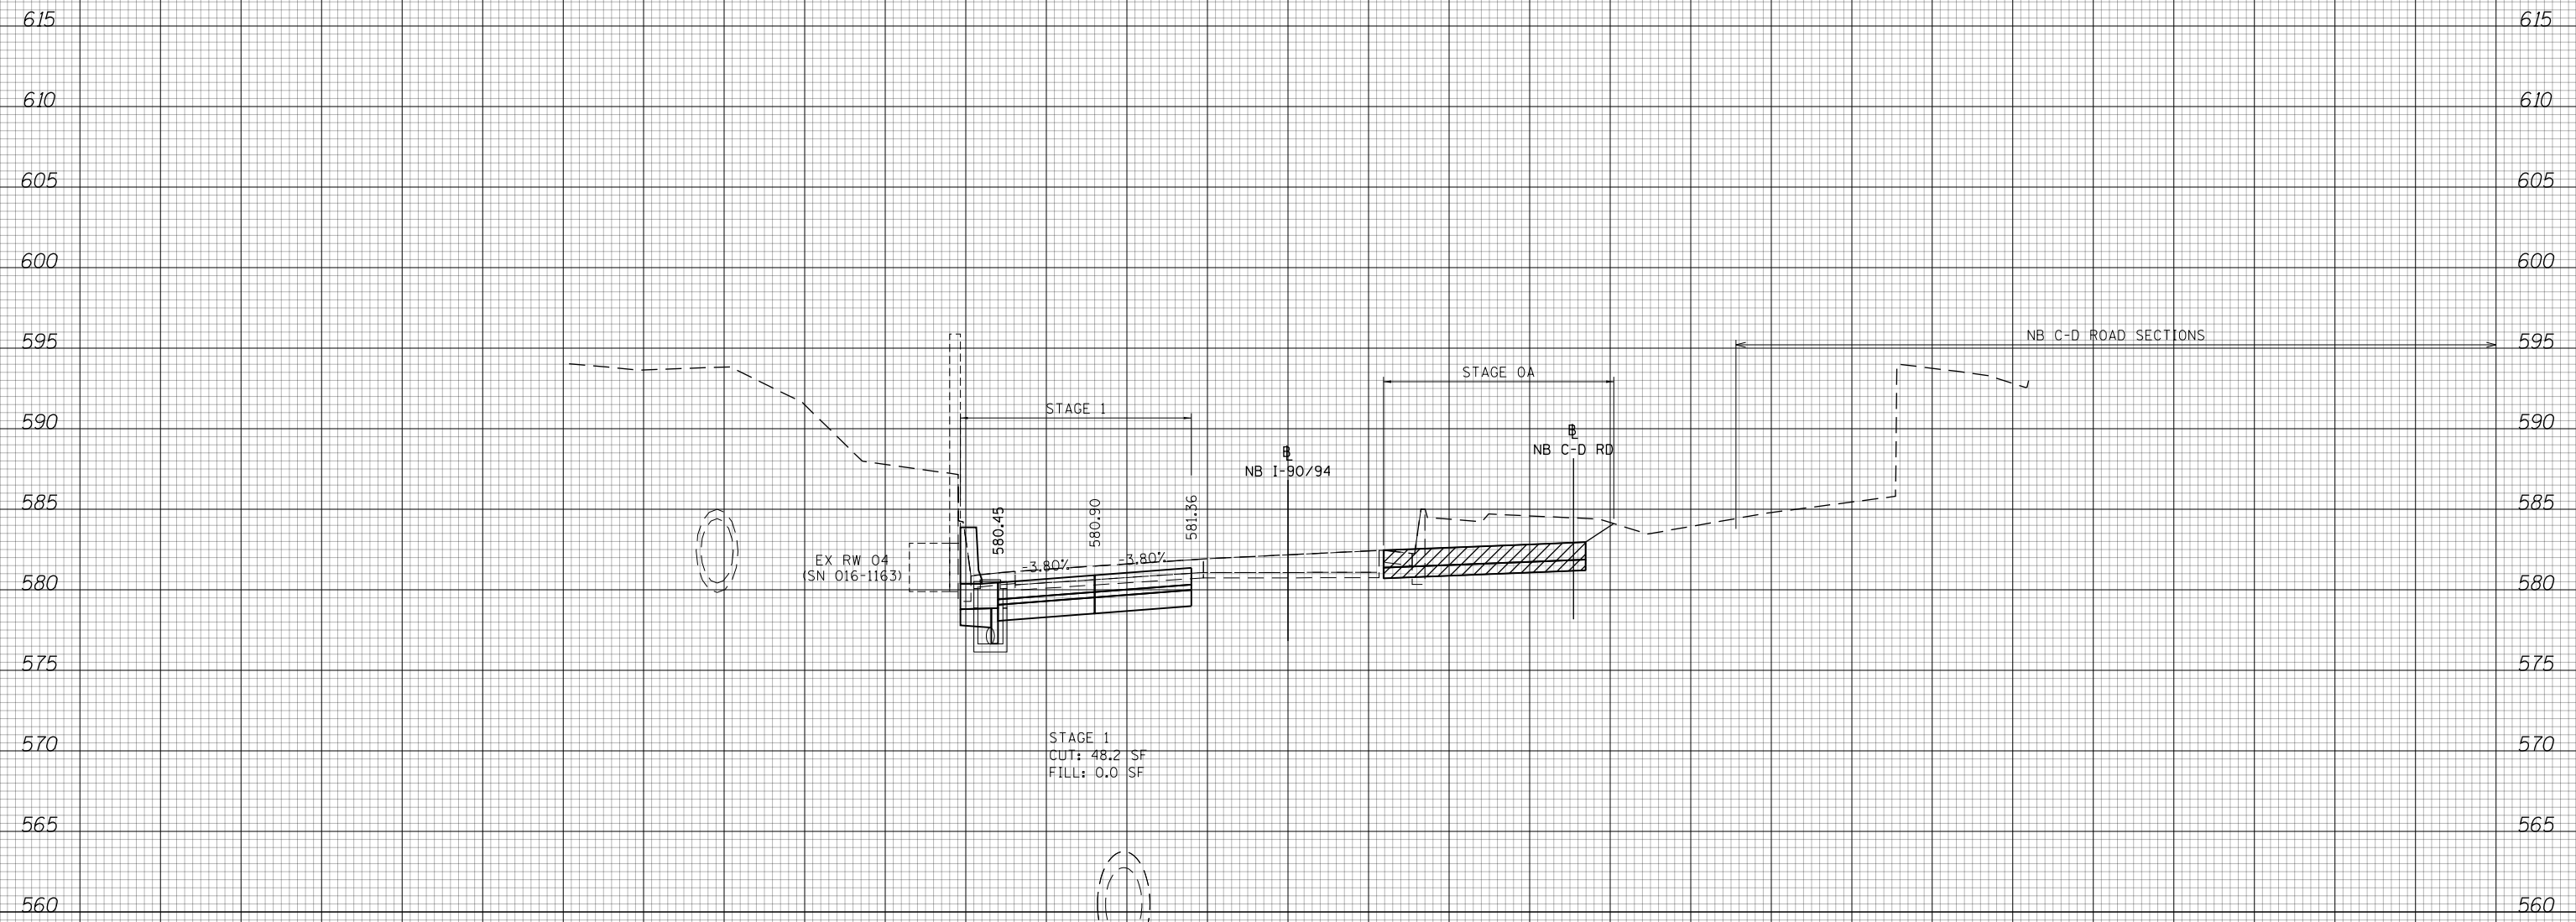 615 615
610 610
605 605
600 600
595 NB C-D ROAD SECTIONS 595
STAGE 0A
STAGE 1
590 590
BL
NB C-D RD
BL
NB I-90/94
585 585
580.45
580.90
581.36
-3.80%
-3.80%
EX RW 04
(SN 016-1163)
580 580
575 575
570 570
STAGE 1
CUT: 48.2 SF
FILL: 0.0 SF
565 565
560 560